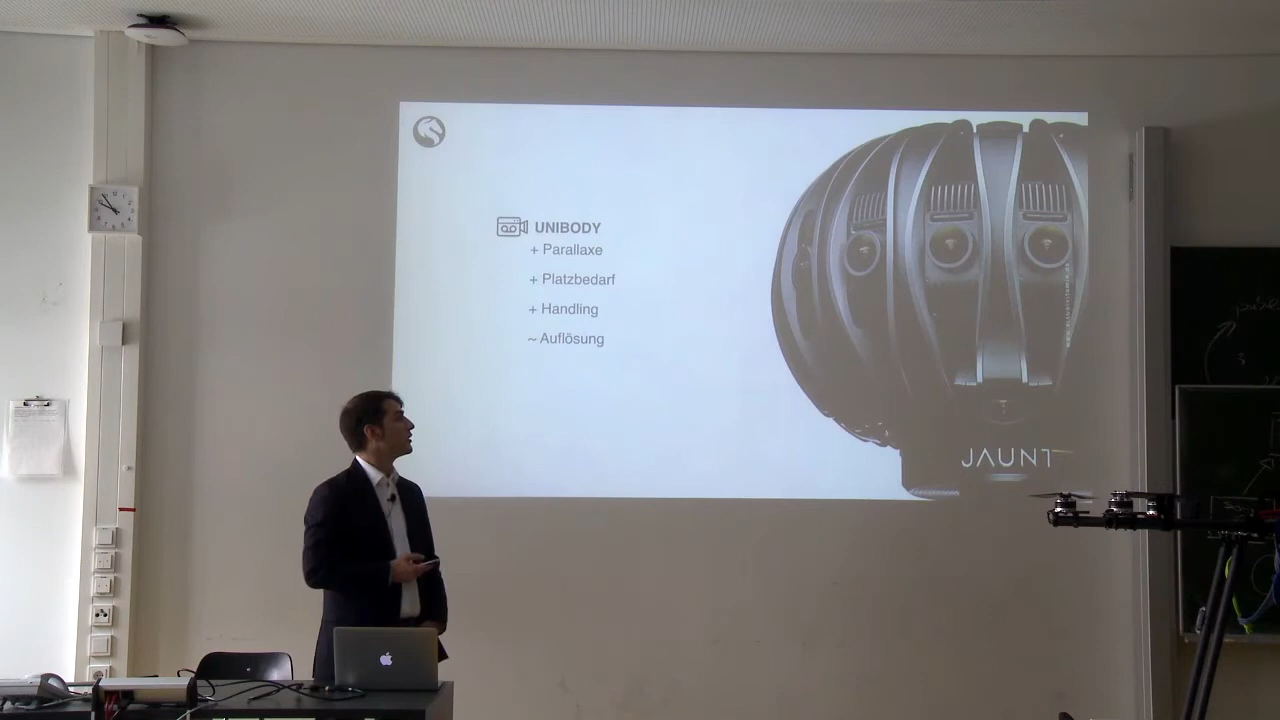 UNIBODY
+ Parallaxe
+ Platzbedarf
+ Handling
~ Auflösung
JAUNT